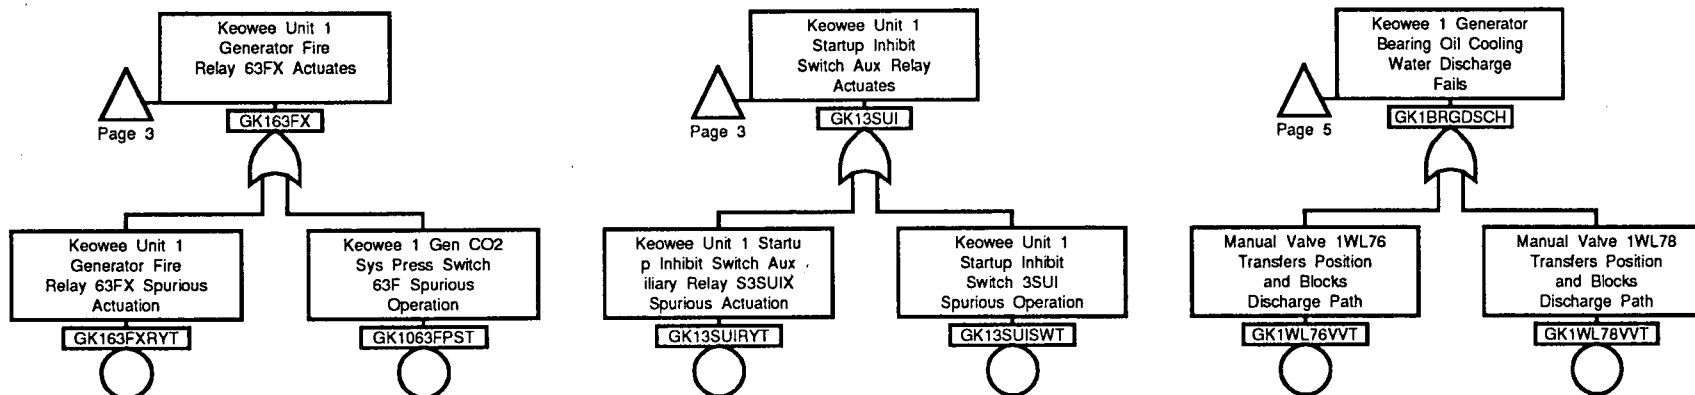 Keowee Unit 1
Generator Fire
Relay 63FX Actuates
Page 3
GK163FX
Keowee Unit 1
Generator Fire
Relay 63FX Spurious
Actuation
GK163FXRYT
Keowee 1 Gen CO2
Sys Press Switch
63F Spurious
Operation
GK1063FPST
Keowee Unit 1
Startup Inhibit
Switch Aux Relay
Actuates
Page 3
GK13SUI
Keowee Unit 1 Startu
p Inhibit Switch Aux
iliary Relay S3SUIX
Spurious Actuation
GK13SUIRYT
Keowee Unit 1
Startup Inhibit
Switch 3SUI
Spurious Operation
GK13SUISWT
Keowee 1 Generator
Bearing Oil Cooling
Water Discharge
Fails
Page 5
GK1BRGDSCH
Manual Valve 1WL76
Transfers Position
and Blocks
Discharge Path
GK1WL76VVT
Manual Valve 1WL78
Transfers Position
and Blocks
Discharge Path
GK1WL78VVT